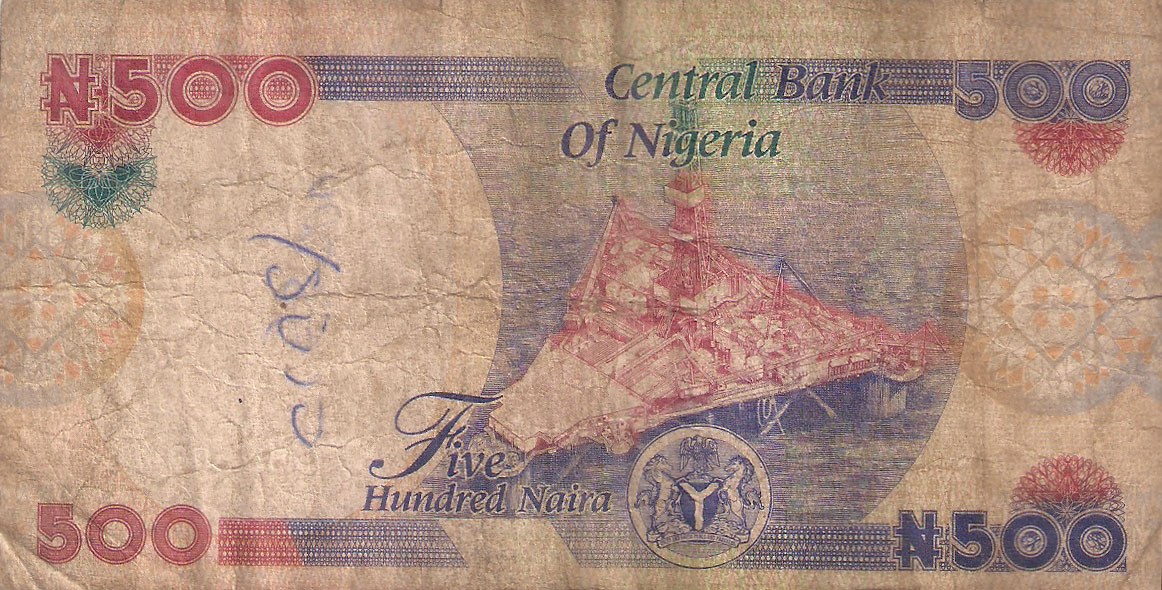 ₦500
Central Bank
Of Nigeria
500
Five
Hundred Naira
500
₦500